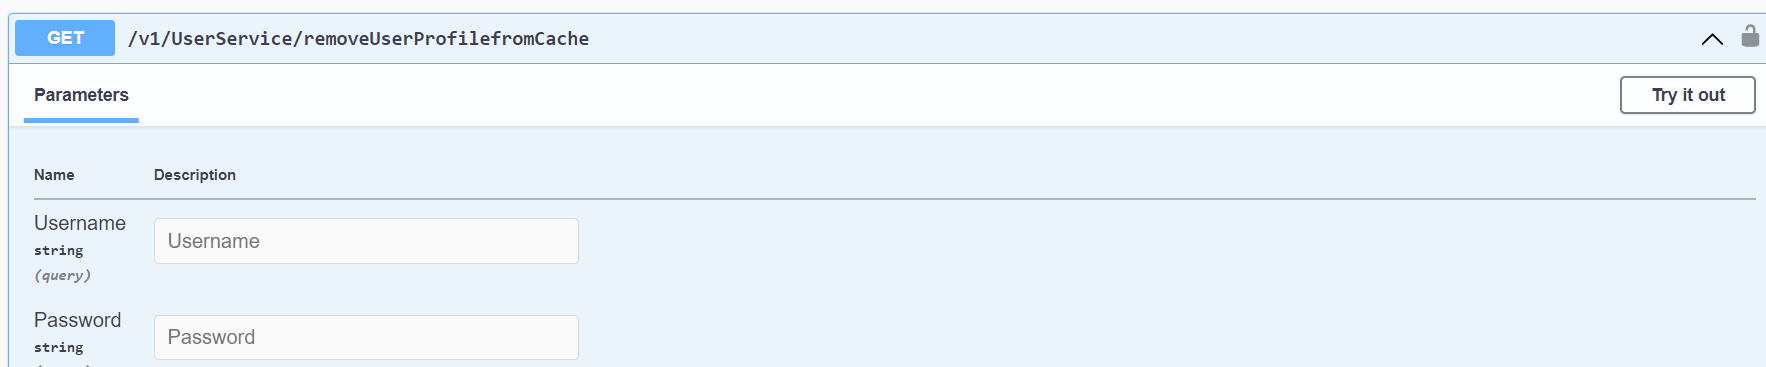 GET /v1/UserService/removeUserProfilefromCache
Parameters
Try it out
Name Description
Username
string
(query)
Username
Password
string
Password